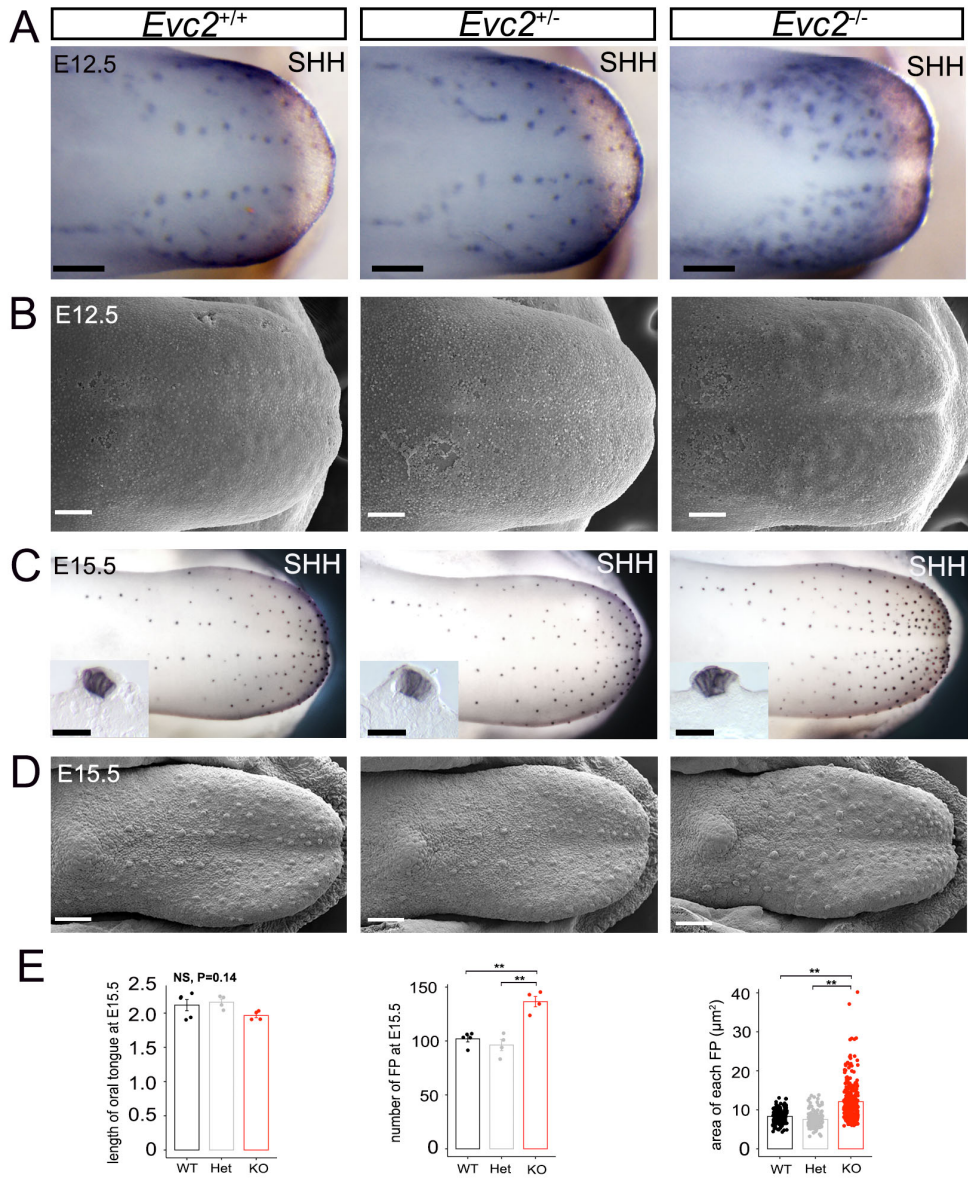 A
Evc2+/+
Evc2+/-
Evc2-/-
E12.5
SHH
SHH
SHH
B
E12.5
C
E15.5
SHH
SHH
SHH
D
E15.5
E
length of oral tongue at E15.5
NS, P=0.14
2.5
2.0
1.5
1.0
0.5
0
WT
Het
KO
number of FP at E15.5
**
**
150
100
50
0
WT
Het
KO
area of each FP (μm²)
**
**
40
30
20
10
0
WT
Het
KO